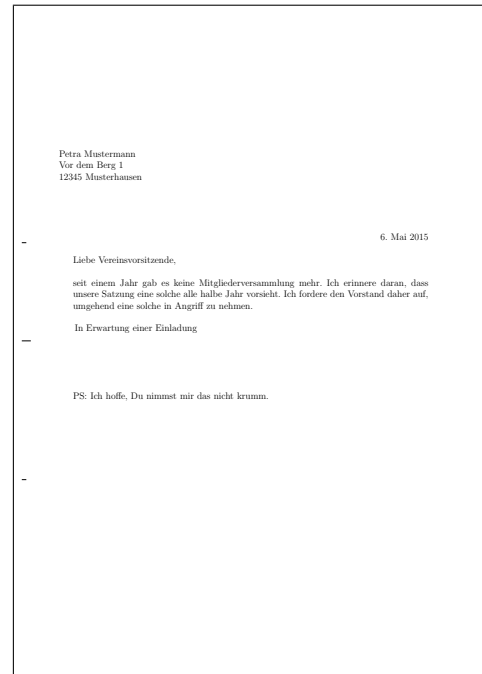 Petra Mustermann
Vor dem Berg 1
12345 Musterhausen
6. Mai 2015
Liebe Vereinsvorsitzende,
seit einem Jahr gab es keine Mitgliederversammlung mehr. Ich erinnere daran, dass
unsere Satzung eine solche alle halbe Jahr vorsieht. Ich fordere den Vorstand daher auf,
umgehend eine solche in Angriff zu nehmen.
In Erwartung einer Einladung
PS: Ich hoffe, Du nimmst mir das nicht krumm.